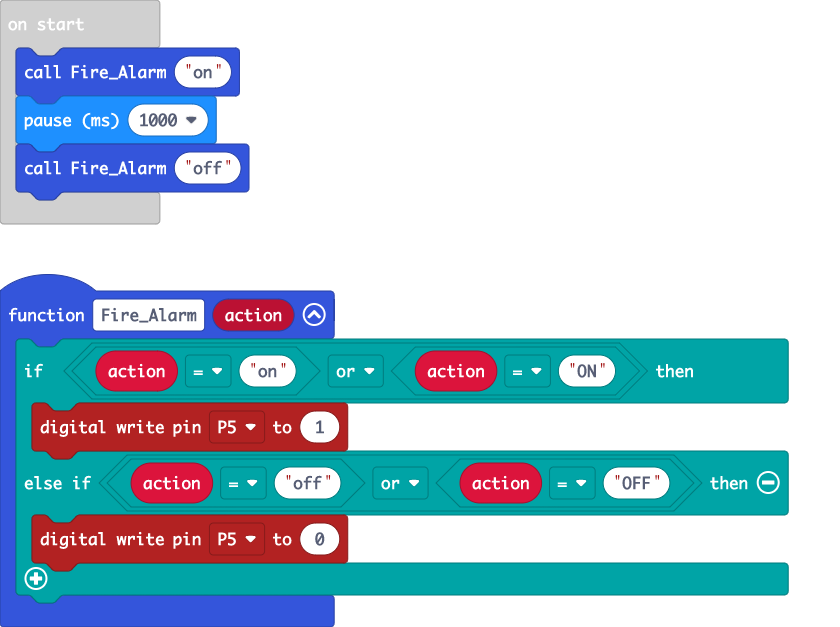 on start
call Fire_Alarm "on"
pause (ms) 1000
call Fire_Alarm "off"
function Fire_Alarm action
if action = "on" or action = "ON" then
digital write pin P5 to 1
else if action = "off" or action = "OFF" then
digital write pin P5 to 0